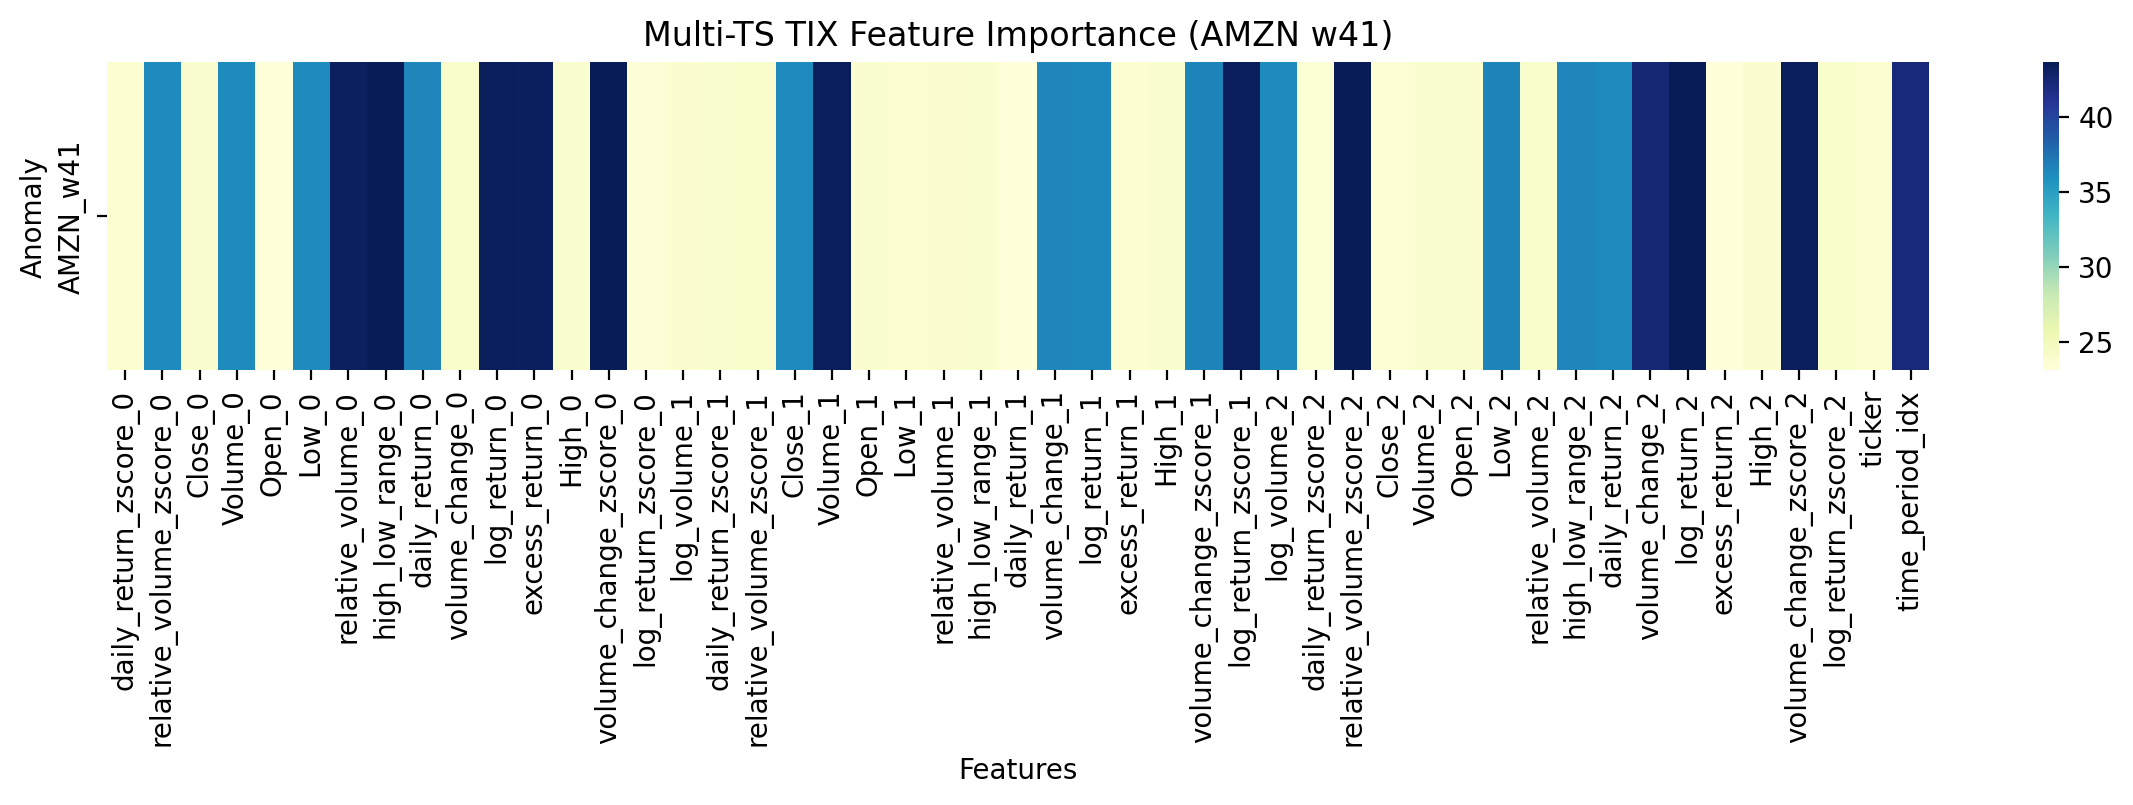 Multi-TS TIX Feature Importance (AMZN w41)
Anomaly
AMZN_w41
40
35
30
25
daily_return_zscore_0
relative_volume_zscore_0
Close_0
Volume_0
Open_0
Low_0
relative_volume_0
high_low_range_0
daily_return_0
volume_change_0
log_return_0
excess_return_0
High_0
volume_change_zscore_0
log_return_zscore_0
log_volume_1
daily_return_zscore_1
relative_volume_zscore_1
Close_1
Volume_1
Open_1
Low_1
relative_volume_1
high_low_range_1
daily_return_1
volume_change_1
log_return_1
excess_return_1
High_1
volume_change_zscore_1
log_return_zscore_1
log_volume_2
daily_return_zscore_2
relative_volume_zscore_2
Close_2
Volume_2
Open_2
Low_2
relative_volume_2
high_low_range_2
daily_return_2
volume_change_2
log_return_2
excess_return_2
High_2
volume_change_zscore_2
log_return_zscore_2
ticker
time_period_idx
Features